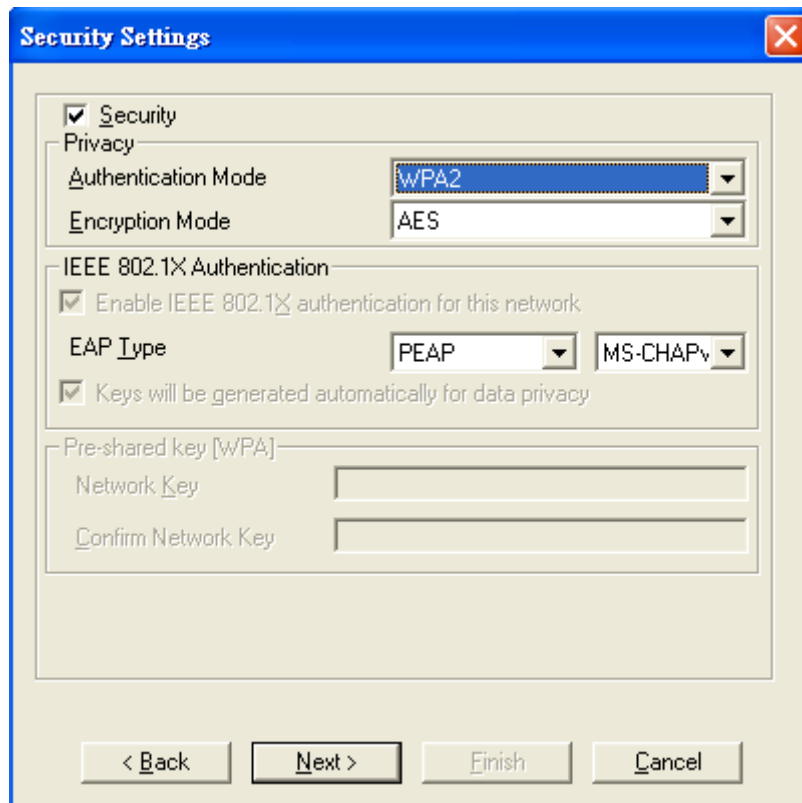 Security Settings
Security
Privacy
Authentication Mode
WPA2
Encryption Mode
AES
IEEE 802.1X Authentication
Enable IEEE 802.1X authentication for this network
EAP Type
PEAP
MS-CHAPv
Keys will be generated automatically for data privacy
Pre-shared key [WPA]
Network Key
Confirm Network Key
< Back
Next >
Finish
Cancel